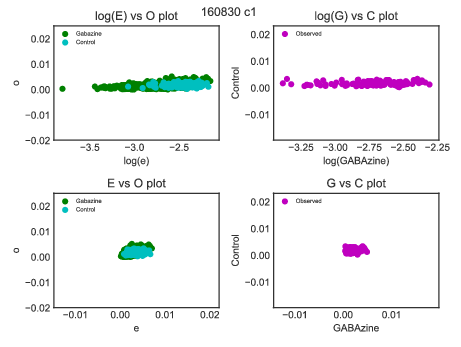 160830 c1
log(E) vs O plot
log(G) vs C plot
0.02
0.01
0.00
−0.01
−0.02
o
Gabazine
Control
−3.5
−3.0
−2.5
log(e)
0.02
0.01
0.00
−0.01
Control
Observed
−3.25
−3.00
−2.75
−2.50
−2.25
log(GABAzine)
E vs O plot
G vs C plot
0.02
0.01
0.00
−0.01
−0.02
o
Gabazine
Control
−0.01
0.00
0.01
0.02
e
0.02
0.01
0.00
−0.01
Control
Observed
−0.01
0.00
0.01
GABAzine